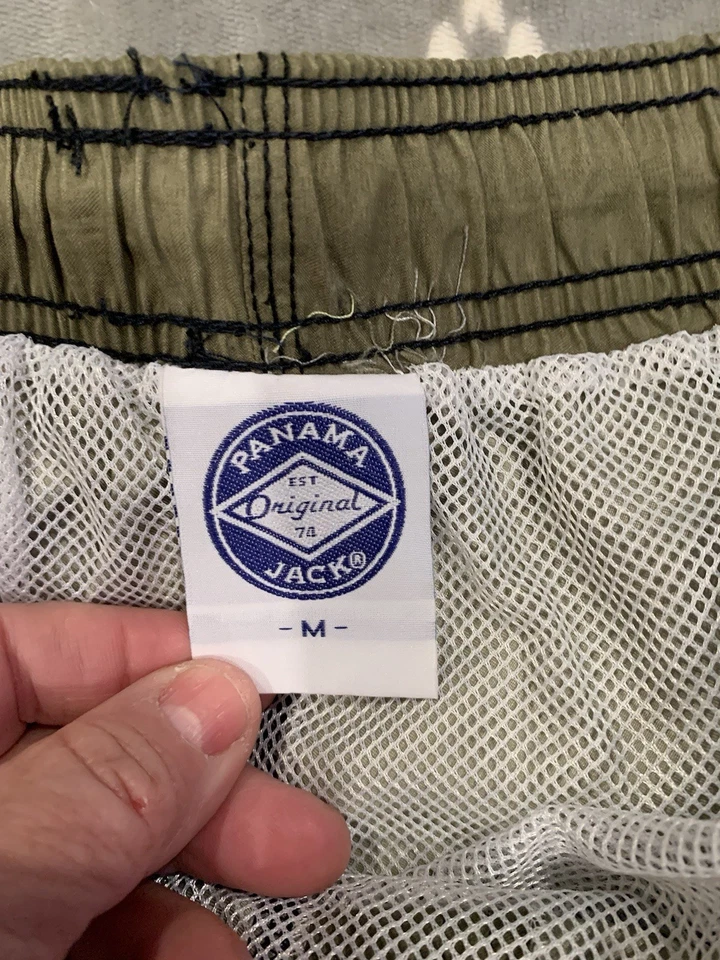 PANAMA
EST
Original
74
JACK®
- M -